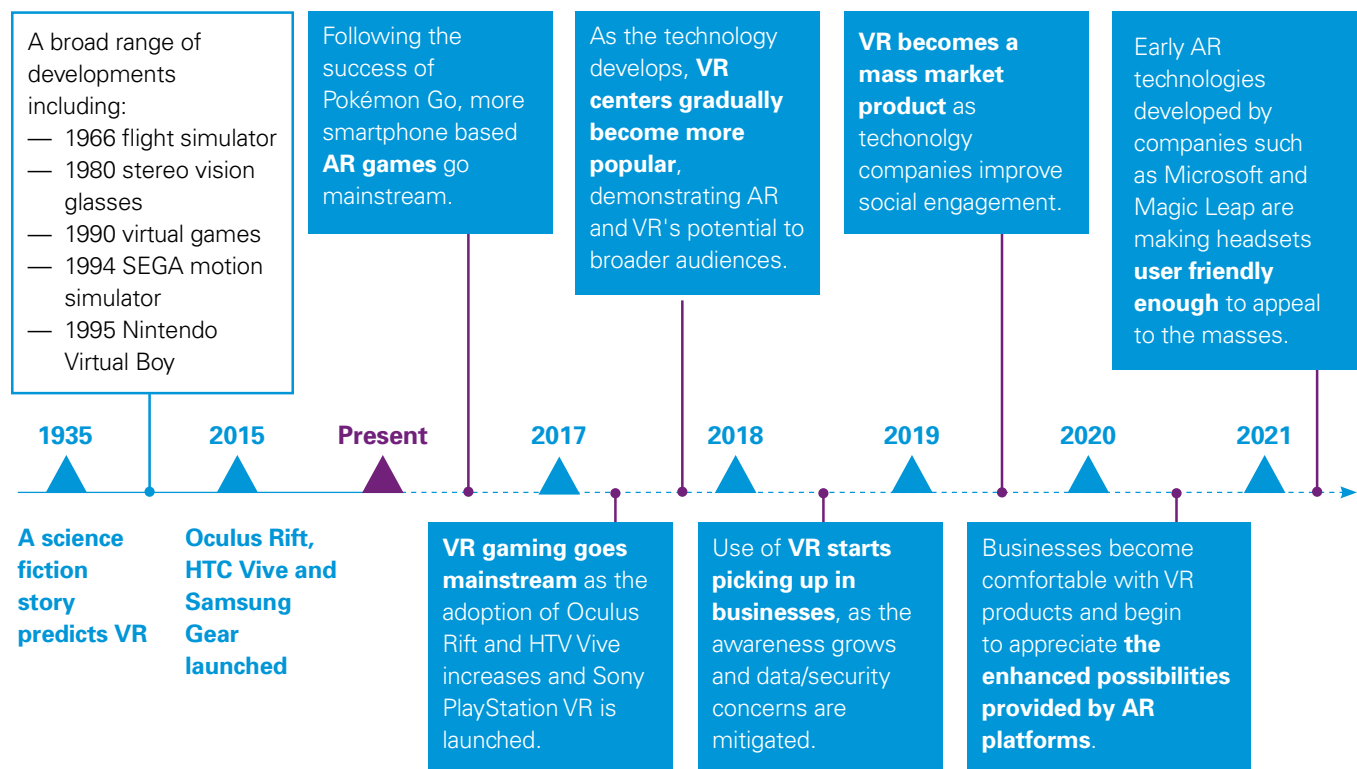 A broad range of
developments
including:
— 1966 flight simulator
— 1980 stereo vision
glasses
— 1990 virtual games
— 1994 SEGA motion
simulator
— 1995 Nintendo
Virtual Boy
Following the
success of
Pokémon Go, more
smartphone based
AR games go
mainstream.
As the technology
develops, VR
centers gradually
become more
popular,
demonstrating AR
and VR's potential to
broader audiences.
VR becomes a
mass market
product as
techonolgy
companies improve
social engagement.
Early AR
technologies
developed by
companies such
as Microsoft and
Magic Leap are
making headsets
user friendly
enough to appeal
to the masses.
1935
2015
Present
2017
2018
2019
2020
2021
A science
fiction
story
predicts VR
Oculus Rift,
HTC Vive and
Samsung
Gear
launched
VR gaming goes
mainstream as the
adoption of Oculus
Rift and HTV Vive
increases and Sony
PlayStation VR is
launched.
Use of VR starts
picking up in
businesses, as the
awareness grows
and data/security
concerns are
mitigated.
Businesses become
comfortable with VR
products and begin
to appreciate the
enhanced possibilities
provided by AR
platforms.